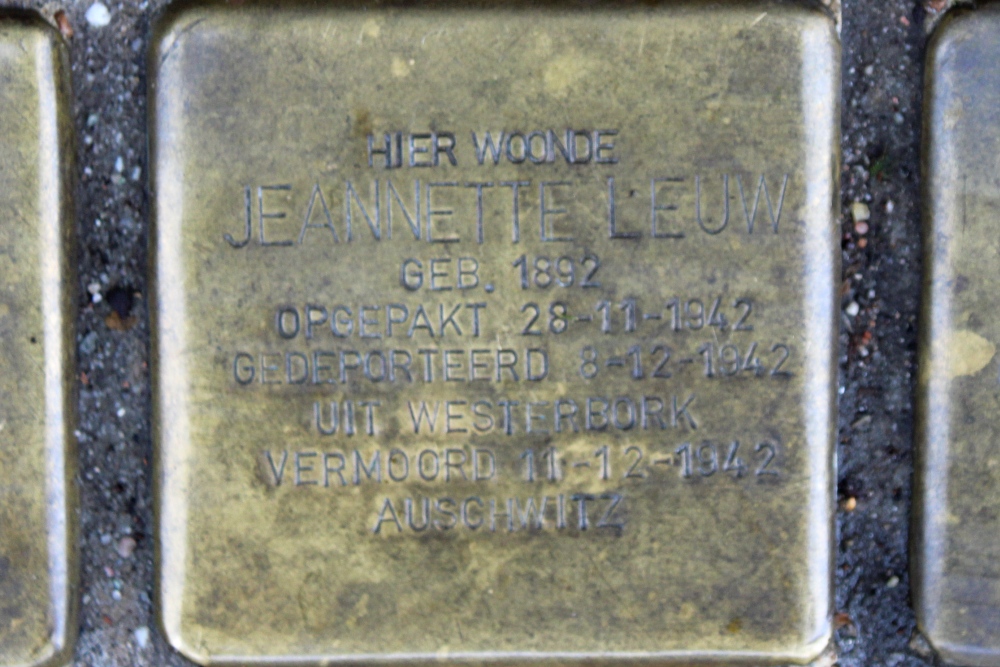 HIER WOONDE
JEANNETTE LEUW
GEB. 1892
OPGEPAKT 28-11-1942
GEDEPORTEERD 8-12-1942
UIT WESTERBORK
VERMOORD 11-12-1942
AUSCHWITZ